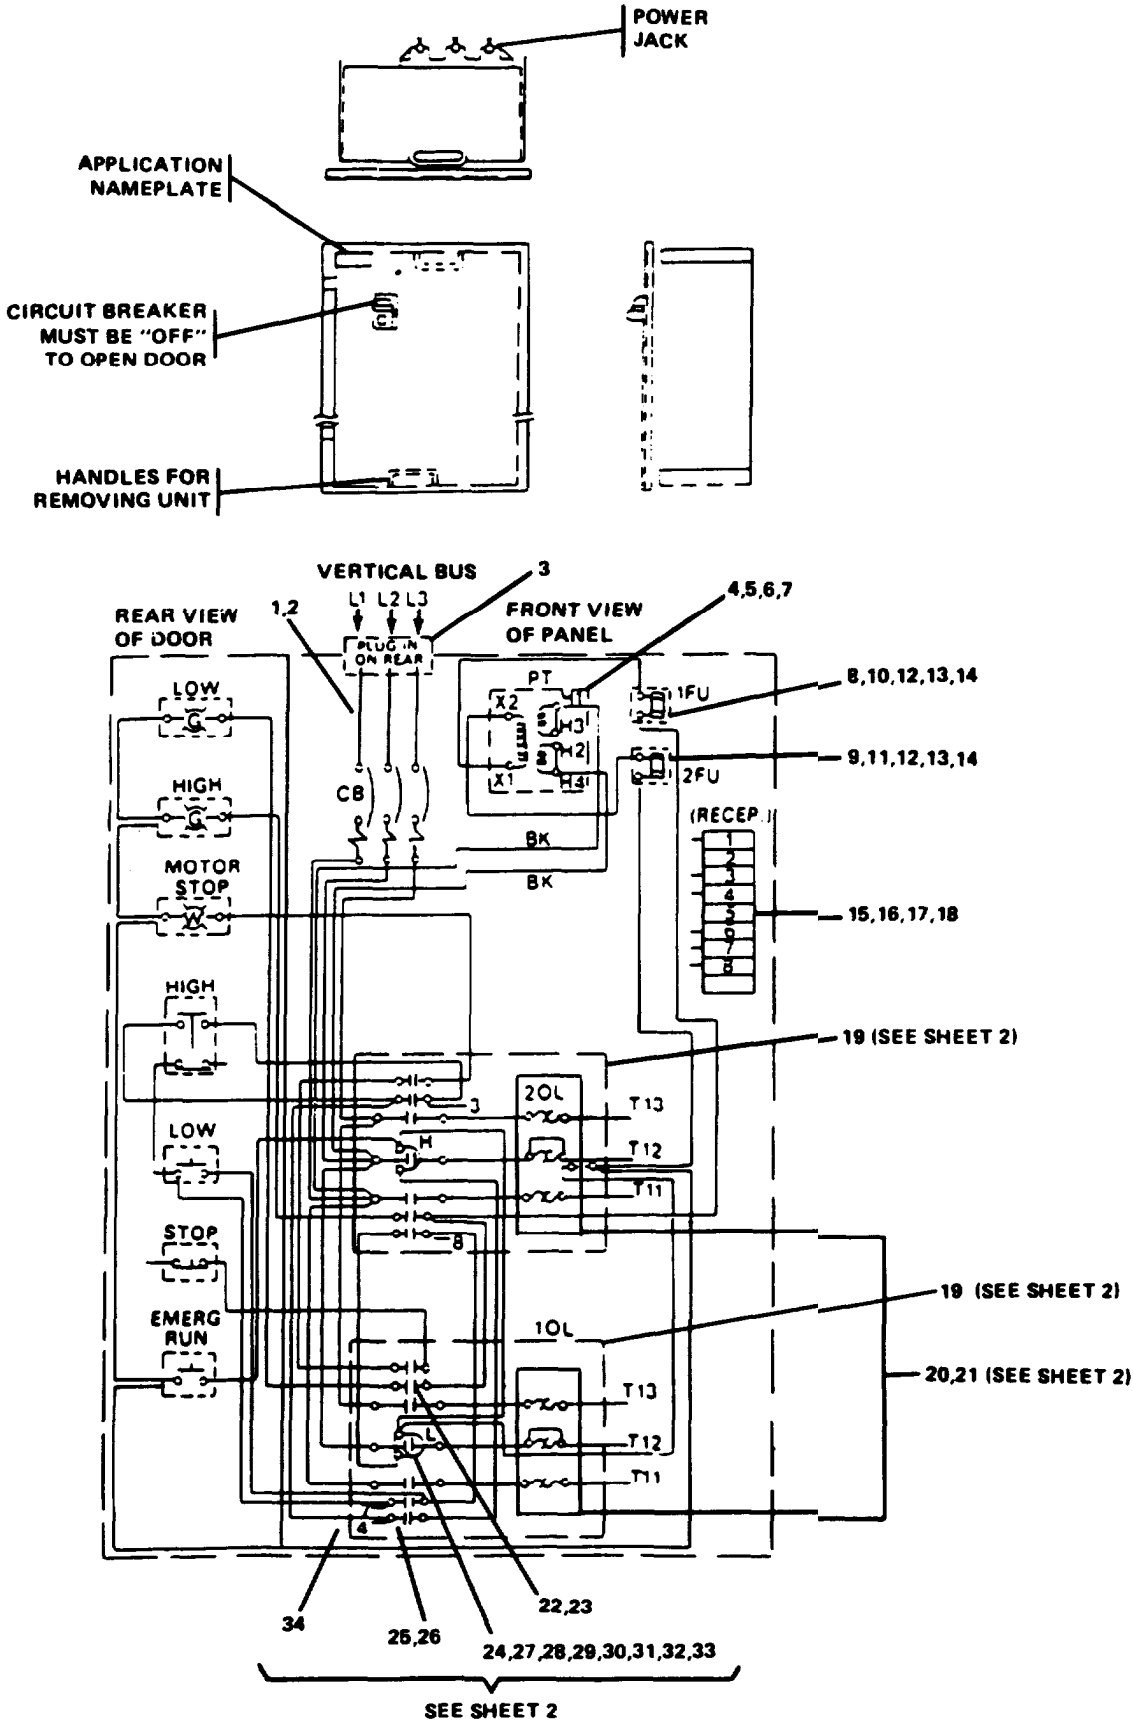 POWER
JACK
APPLICATION
NAMEPLATE
CIRCUIT BREAKER
MUST BE "OFF"
TO OPEN DOOR
HANDLES FOR
REMOVING UNIT
VERTICAL BUS
3
L1 L2 L3
1,2
REAR VIEW
OF DOOR
FRONT VIEW
OF PANEL
4,5,6,7
PLUG IN
ON REAR
LOW
G
PT
X2
H3
H2
X1
H4
1FU
8,10,12,13,14
2FU
9,11,12,13,14
HIGH
G
CB
(RECEP.)
BK
BK
1
2
3
4
5
6
7
8
15,16,17,18
MOTOR
STOP
W
HIGH
19 (SEE SHEET 2)
2OL
3
T13
H
T12
T11
8
LOW
STOP
EMERG
RUN
19 (SEE SHEET 2)
1OL
20,21 (SEE SHEET 2)
T13
L
T12
T11
4
34
25,26
22,23
24,27,28,29,30,31,32,33
SEE SHEET 2